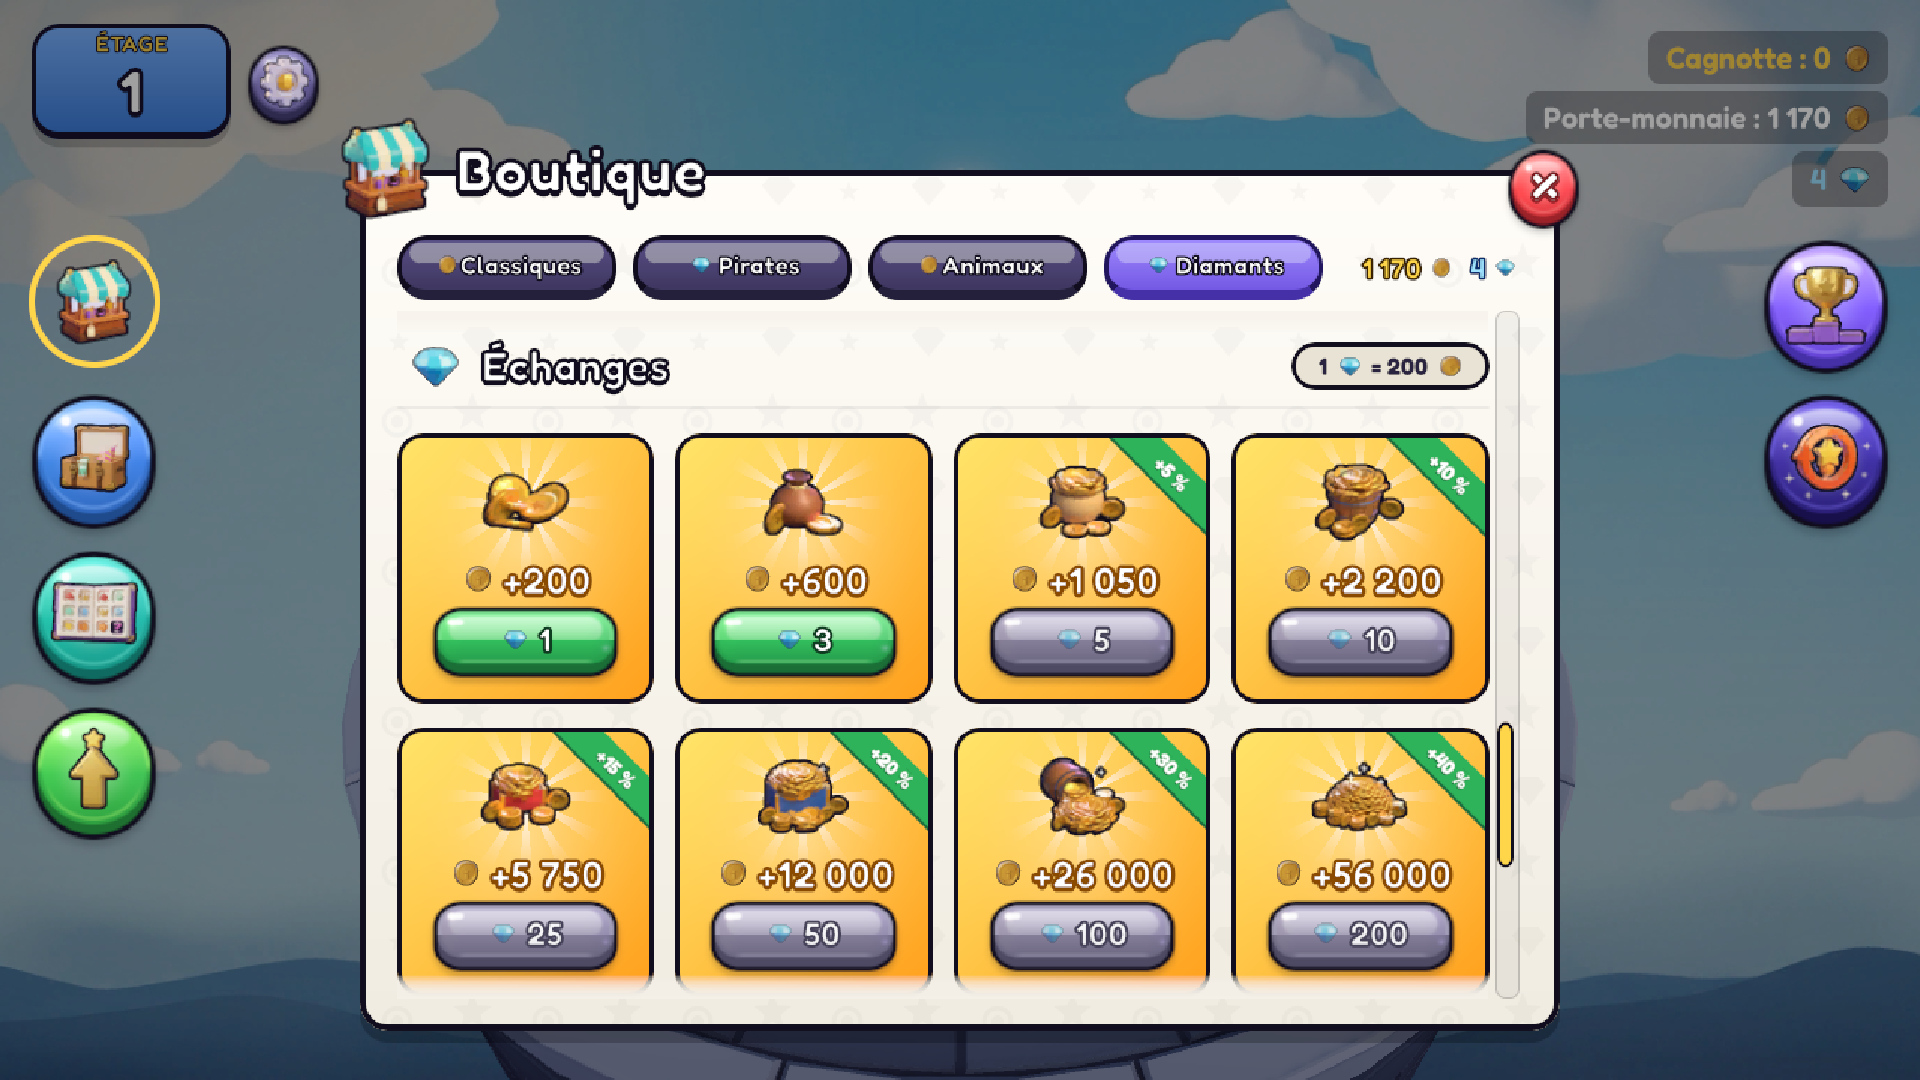 ÉTAGE
1
Cagnotte : 0
Porte-monnaie : 1 170
4
Boutique
Classiques
Pirates
Animaux
Diamants
1 170
4
Échanges
1 = 200
+200
1
+600
3
+5 %
+1 050
5
+10 %
+2 200
10
+15 %
+5 750
25
+20 %
+12 000
50
+30 %
+26 000
100
+40 %
+56 000
200